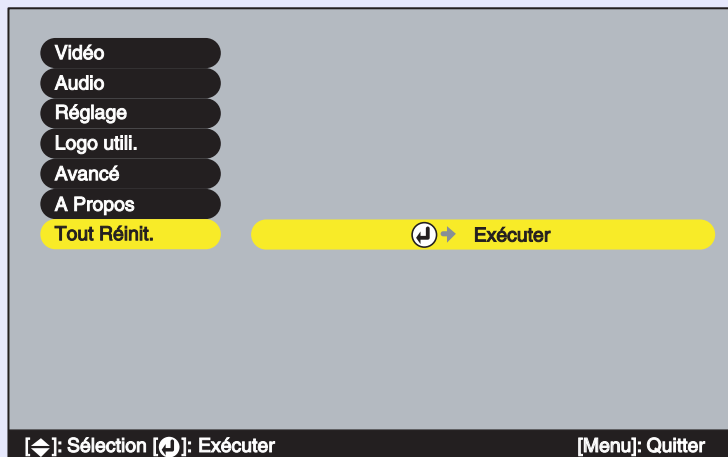 Vidéo
Audio
Réglage
Logo utili.
Avancé
A Propos
Tout Réinit. Exécuter
[]: Sélection []: Exécuter [Menu]: Quitter